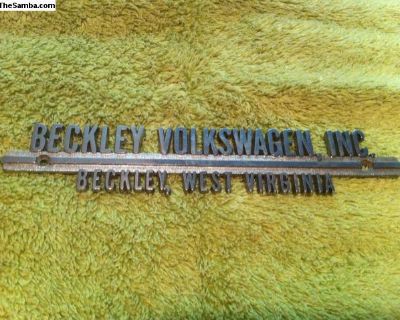 TheSamba.com
BECKLEY VOLKSWAGEN, INC.
BECKLEY, WEST VIRGINIA